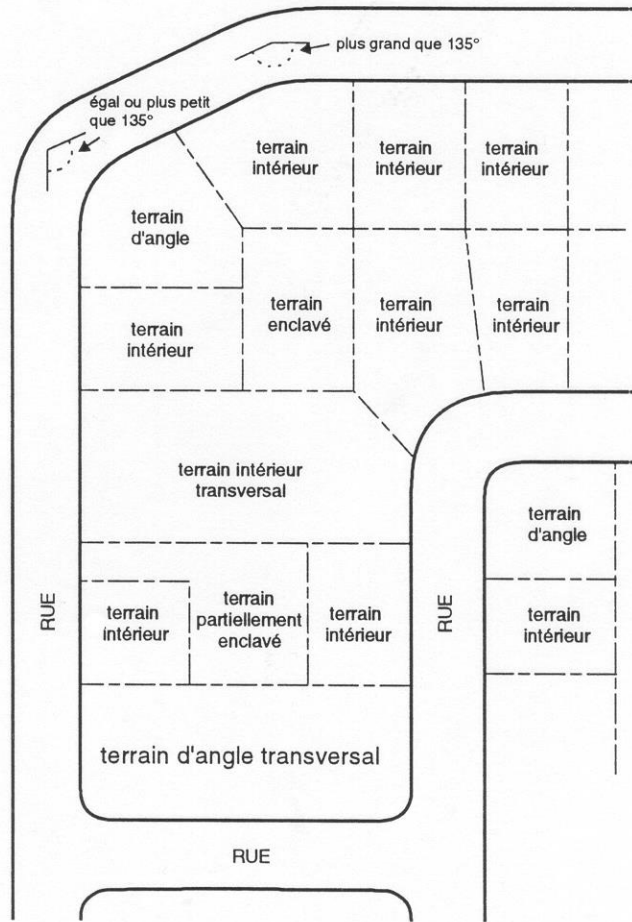 plus grand que 135°
égal ou plus petit
que 135°
terrain
intérieur
terrain
intérieur
terrain
intérieur
terrain
d'angle
terrain
intérieur
terrain
enclavé
terrain
intérieur
terrain
intérieur
terrain intérieur
transversal
terrain
d'angle
RUE
terrain
intérieur
terrain
partiellement
enclavé
terrain
intérieur
RUE
terrain
intérieur
terrain d'angle transversal
RUE